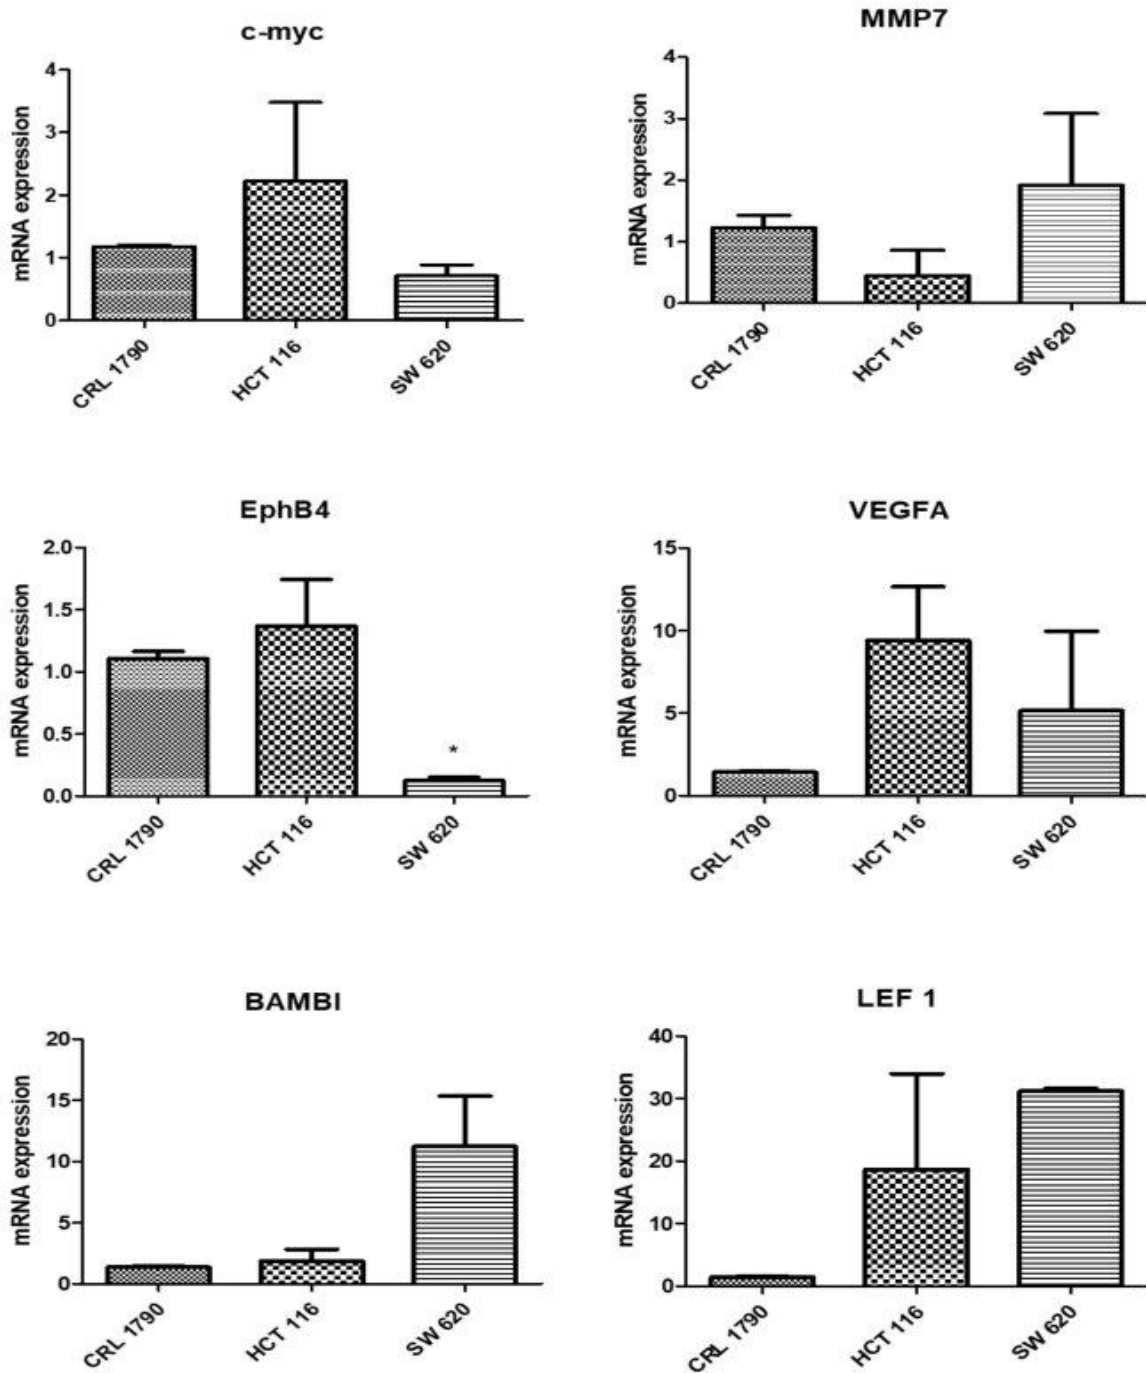 c-myc
mRNA expression
4
3
2
1
0
CRL 1790
HCT 116
SW 620
MMP7
mRNA expression
4
3
2
1
0
CRL 1790
HCT 116
SW 620
EphB4
mRNA expression
2.0
1.5
1.0
0.5
0.0
*
CRL 1790
HCT 116
SW 620
VEGFA
mRNA expression
15
10
5
0
CRL 1790
HCT 116
SW 620
BAMBI
mRNA expression
20
15
10
5
0
CRL 1790
HCT 116
SW 620
LEF 1
mRNA expression
40
30
20
10
0
CRL 1790
HCT 116
SW 620